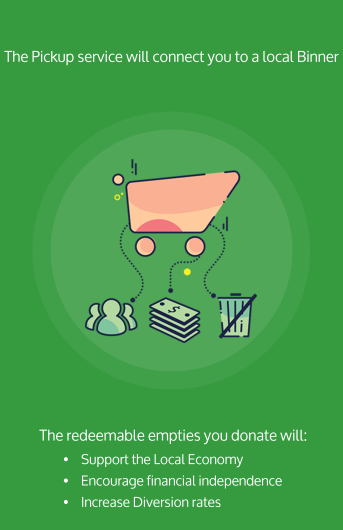 The Pickup service will connect you to a local Binner
$
The redeemable empties you donate will:
• Support the Local Economy
• Encourage financial independence
• Increase Diversion rates